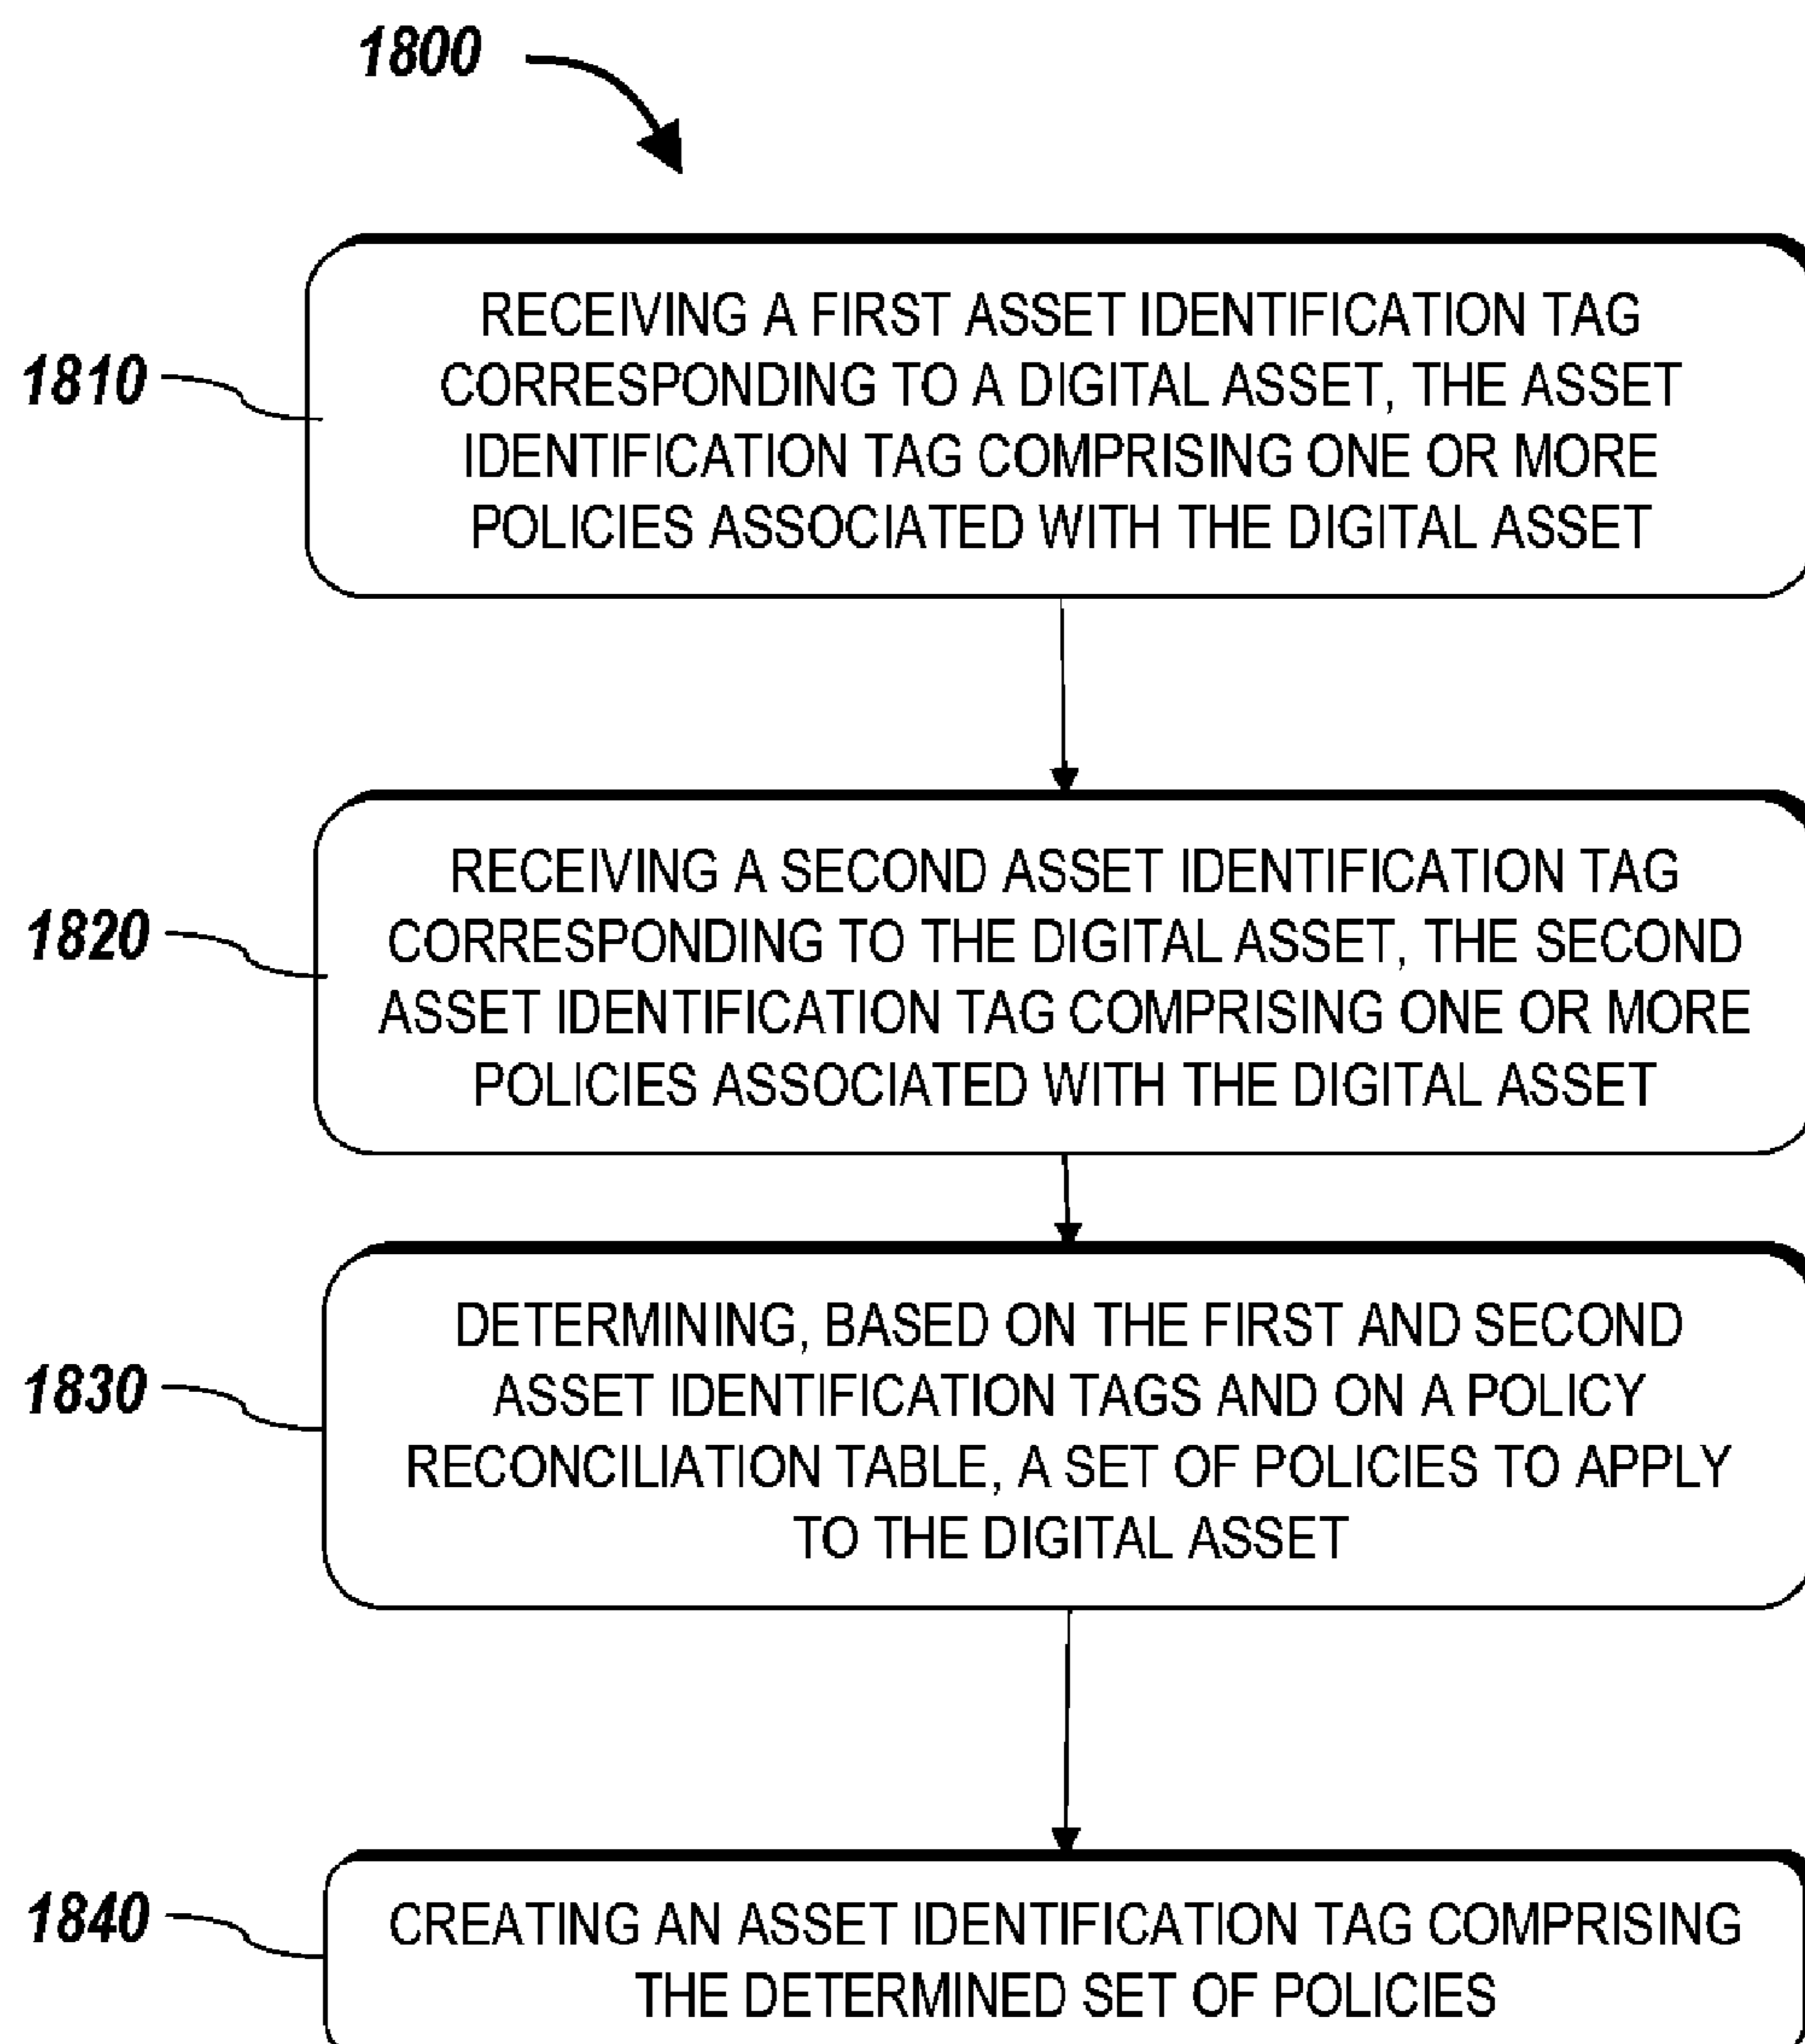 1800
RECEIVING A FIRST ASSET IDENTIFICATION TAG
CORRESPONDING TO A DIGITAL ASSET, THE ASSET
IDENTIFICATION TAG COMPRISING ONE OR MORE
POLICIES ASSOCIATED WITH THE DIGITAL ASSET
1810
RECEIVING A SECOND ASSET IDENTIFICATION TAG
CORRESPONDING TO THE DIGITAL ASSET, THE SECOND
ASSET IDENTIFICATION TAG COMPRISING ONE OR MORE
POLICIES ASSOCIATED WITH THE DIGITAL ASSET
1820
DETERMINING, BASED ON THE FIRST AND SECOND
ASSET IDENTIFICATION TAGS AND ON A POLICY
RECONCILIATION TABLE, A SET OF POLICIES TO APPLY
TO THE DIGITAL ASSET
1830
CREATING AN ASSET IDENTIFICATION TAG COMPRISING
THE DETERMINED SET OF POLICIES
1840